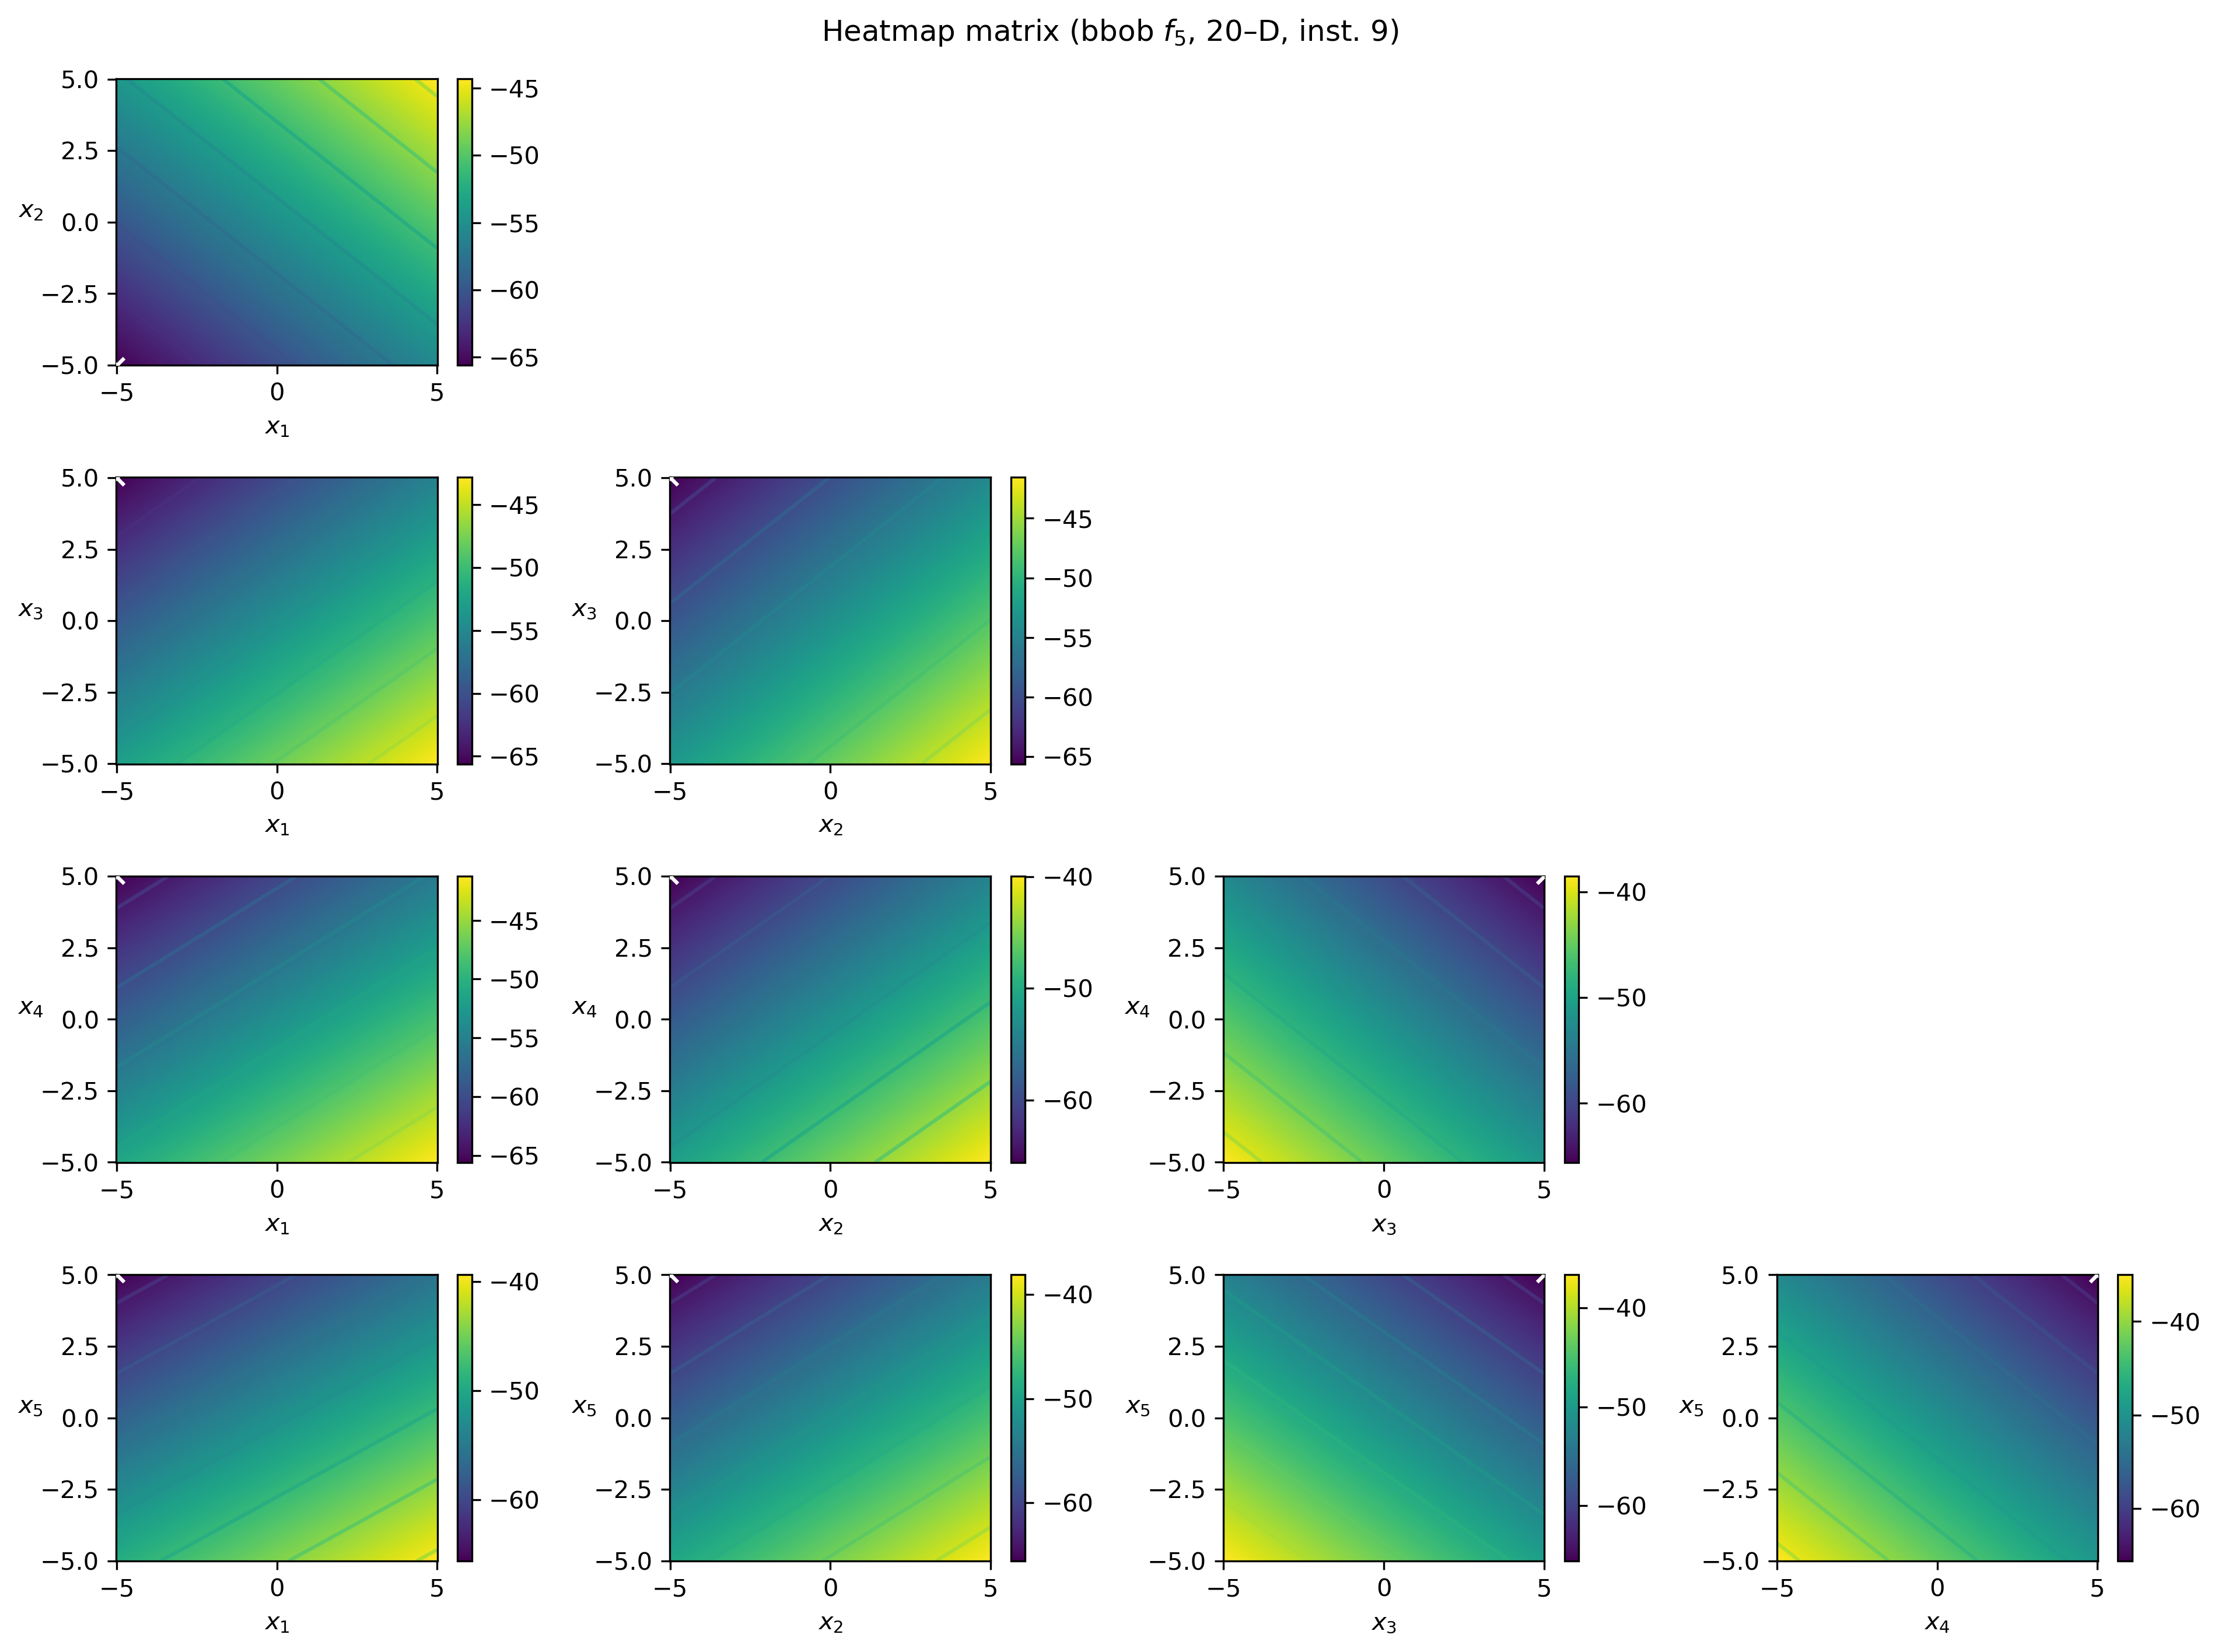 Heatmap matrix (bbob f₅, 20–D, inst. 9)
5.0 −45
2.5 −50
x₂ 0.0 −55
−2.5 −60
−5.0 −65
−5 0 5
x₁
5.0 5.0
−45 −45
2.5 −50 2.5 −50
x₃ 0.0 −55 x₃ 0.0 −55
−2.5 −60 −2.5 −60
−5.0 −65 −5.0 −65
−5 0 5 −5 0 5
x₁ x₂
5.0 5.0 −40 5.0 −40
−45
2.5 −50 2.5 −50 2.5 −50
x₄ 0.0 −55 x₄ 0.0 x₄ 0.0
−2.5 −60 −2.5 −60 −2.5 −60
−5.0 −65 −5.0 −5.0
−5 0 5 −5 0 5 −5 0 5
x₁ x₂ x₃
5.0 −40 5.0 −40 5.0 −40 5.0 −40
2.5 2.5 2.5 2.5
x₅ 0.0 −50 x₅ 0.0 −50 x₅ 0.0 −50 x₅ 0.0 −50
−2.5 −60 −2.5 −60 −2.5 −60 −2.5 −60
−5.0 −5.0 −5.0 −5.0
−5 0 5 −5 0 5 −5 0 5 −5 0 5
x₁ x₂ x₃ x₄